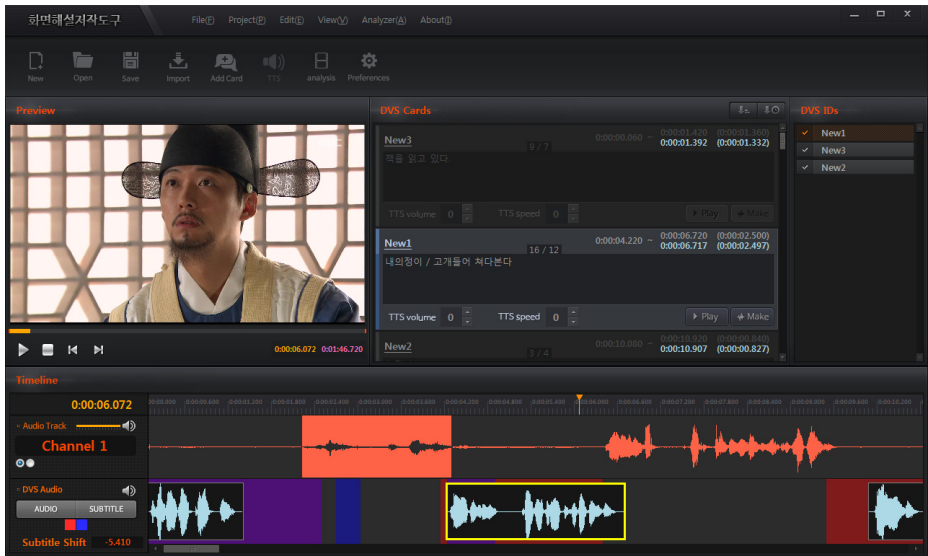 화면해설저작도구
File(F) Project(P) Edit(E) View(V) Analyzer(A) About(I)
New Open Save Import Add Card TTS analysis Preferences
Preview
0:00:06.072 0:01:46.720
DVS Cards
New3
9 / 7
0:00:00.060 ~ 0:00:01.420 (0:00:01.360)
0:00:01.392 (0:00:01.332)
책을 읽고 있다
TTS volume 0 TTS speed 0 Play Make
New1
16 / 12
0:00:04.220 ~ 0:00:06.720 (0:00:02.500)
0:00:06.717 (0:00:02.497)
내의정이 / 고개들어 쳐다본다
TTS volume 0 TTS speed 0 Play Make
New2
3 / 4
0:00:10.080 ~ 0:00:10.920 (0:00:00.840)
0:00:10.907 (0:00:00.827)
DVS IDs
New1
New3
New2
Timeline
0:00:06.072
Audio Track
Channel 1
DVS Audio
AUDIO SUBTITLE
Subtitle Shift -5.410